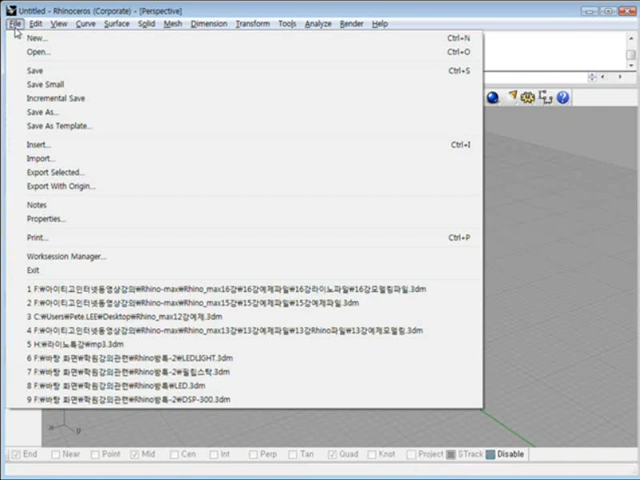 Untitled - Rhinoceros (Corporate) - [Perspective]
File Edit View Curve Surface Solid Mesh Dimension Transform Tools Analyze Render Help
New... Ctrl+N
Open... Ctrl+O
Save Ctrl+S
Save Small
Incremental Save
Save As...
Save As Template...
Insert... Ctrl+I
Import...
Export Selected...
Export With Origin...
Notes
Properties...
Print... Ctrl+P
Worksession Manager...
Exit
1 F:₩아이티고인터넷동영상강의₩Rhino-max₩Rhino_max16강₩16강예제파일₩16강라이노파일₩16강모델링파일.3dm
2 F:₩아이티고인터넷동영상강의₩Rhino-max₩Rhino_max15강₩15강예제파일₩15강예제파일.3dm
3 C:₩Users₩Pete.LEE₩Desktop₩Rhino_max12강예제.3dm
4 F:₩아이티고인터넷동영상강의₩Rhino-max₩Rhino_max13강₩13강예제파일₩13강Rhino파일₩13강예제모델링.3dm
5 H:₩라이노특강₩mp3.3dm
6 F:₩바탕 화면₩학원강의관련₩Rhino방특-2₩LEDLIGHT.3dm
7 F:₩바탕 화면₩학원강의관련₩Rhino방특-2₩필립스탁.3dm
8 F:₩바탕 화면₩학원강의관련₩Rhino방특₩LED.3dm
9 F:₩바탕 화면₩학원강의관련₩Rhino방특-2₩DSP-300.3dm
x y
End Near Point Mid Cen Int Perp Tan Quad Knot Project STrack Disable